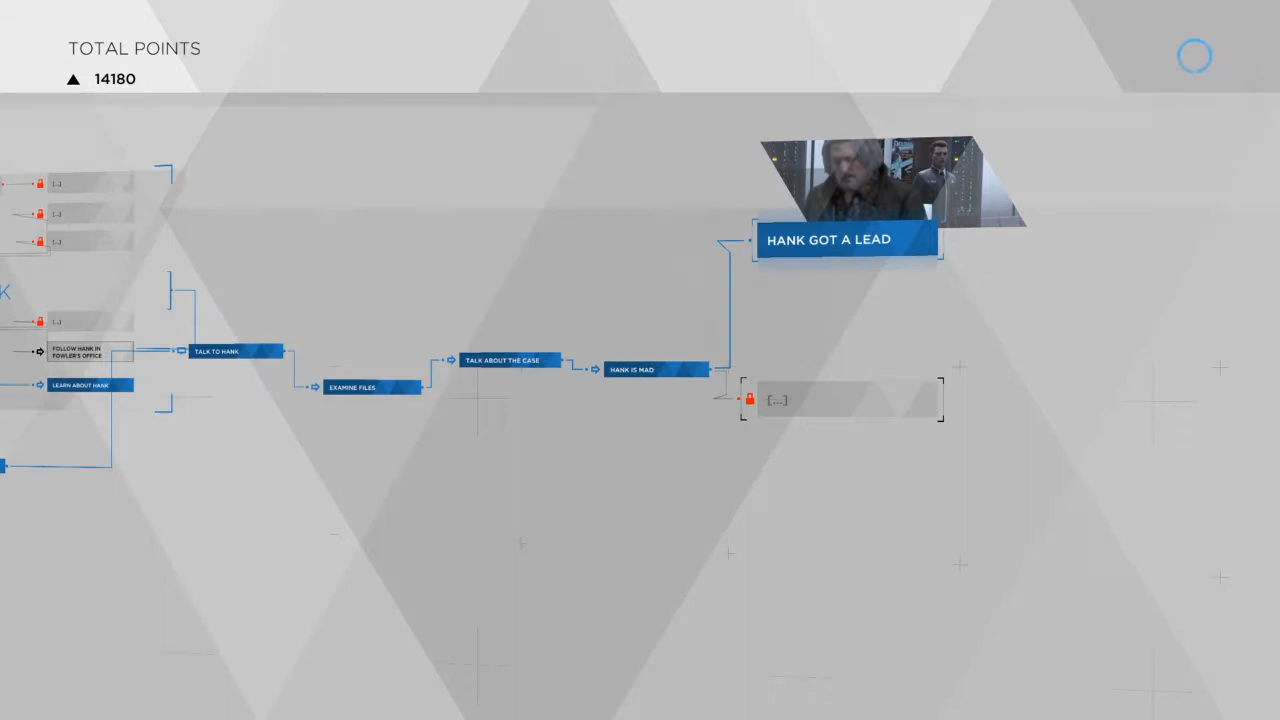 TOTAL POINTS
14180
[...]
[...]
[...]
K
[...]
FOLLOW HANK IN
FOWLER'S OFFICE
LEARN ABOUT HANK
TALK TO HANK
EXAMINE FILES
TALK ABOUT THE CASE
HANK IS MAD
HANK GOT A LEAD
[...]